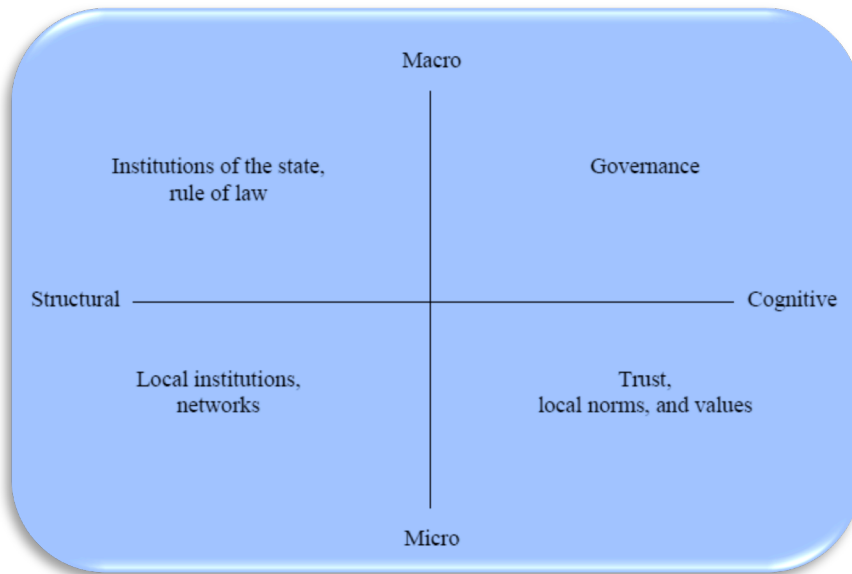 Macro
Institutions of the state,
rule of law
Governance
Structural
Cognitive
Local institutions,
networks
Trust,
local norms, and values
Micro